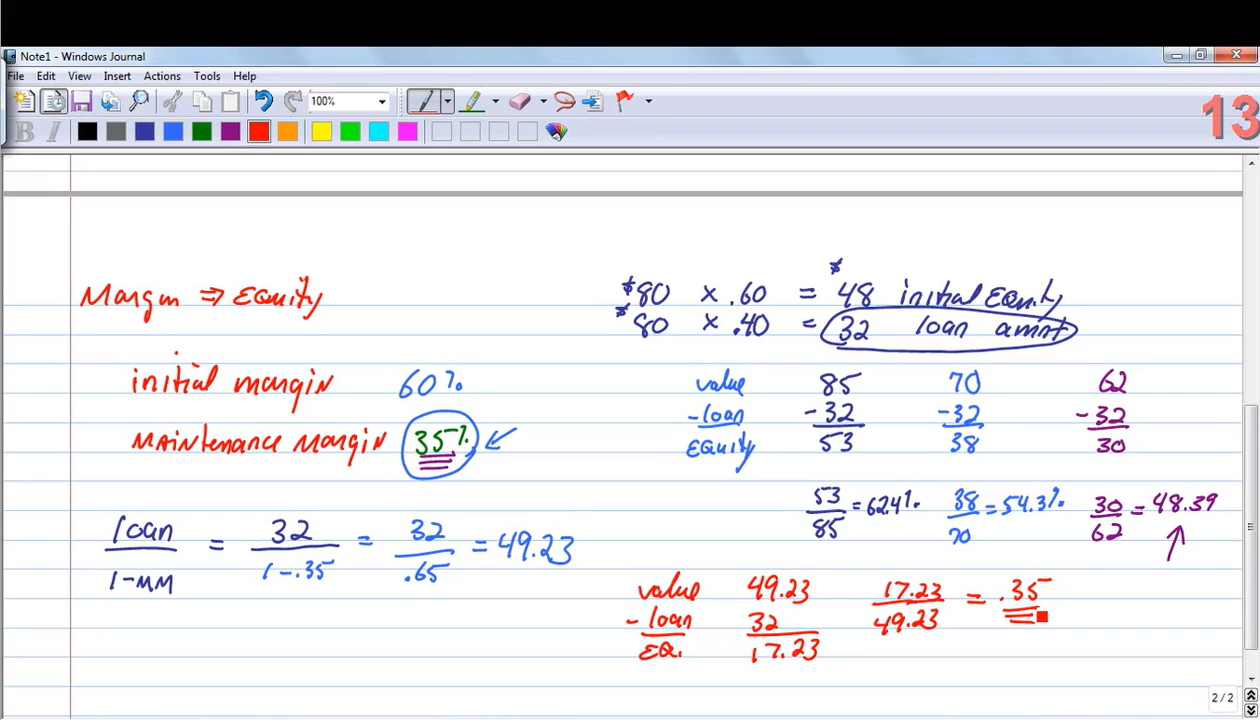 Note1 - Windows Journal
File Edit View Insert Actions Tools Help
100%
B I
13
Margin ⇒ Equity
initial margin 60%
Maintenance Margin 35%
loan / 1-MM = 32 / 1-.35 = 32 / .65 = 49.23
$80 x .60 = $48 initial Equity
$80 x .40 = 32 loan amnt
value 85 70 62
-loan -32 -32 -32
Equity 53 38 30
53 / 85 = 62.4% 38 / 70 = 54.3% 30 / 62 = 48.39
value 49.23 17.23 / 49.23 = .35
- loan 32
EQ. 17.23
2 / 2